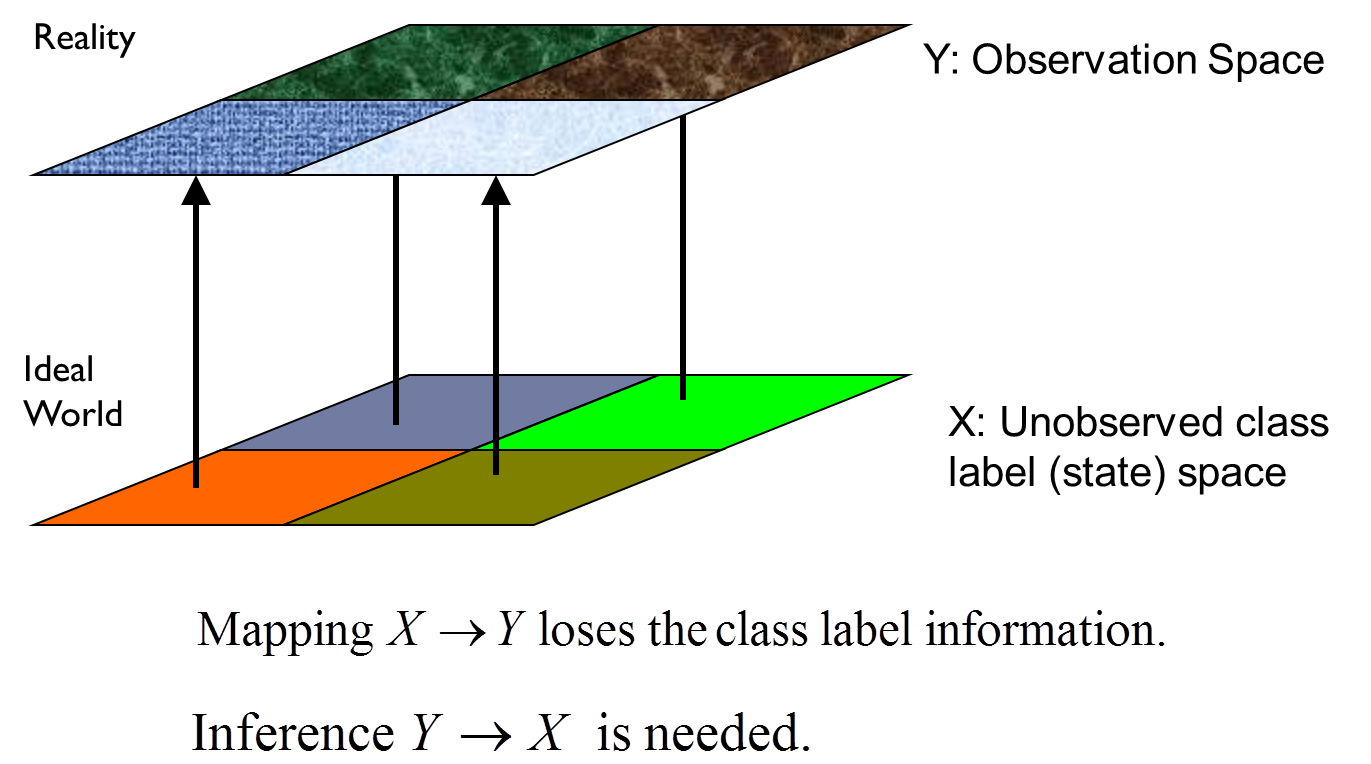 Reality
Y: Observation Space
Ideal
World
X: Unobserved class
label (state) space
Mapping X → Y loses the class label information.
Inference Y → X is needed.